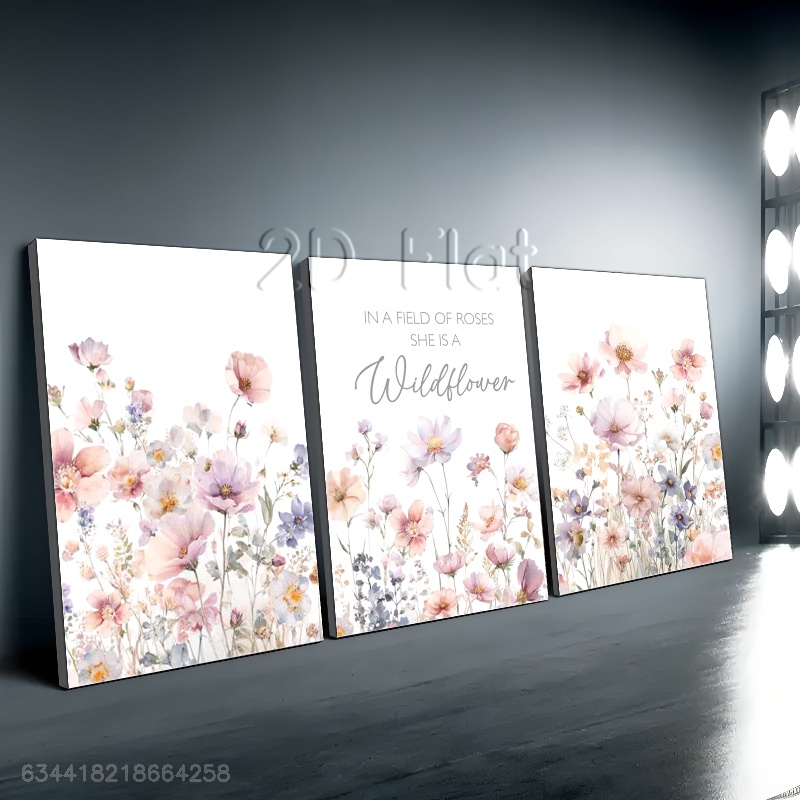 2D Flat
IN A FIELD OF ROSES
SHE IS A
Wildflower
634418218664258